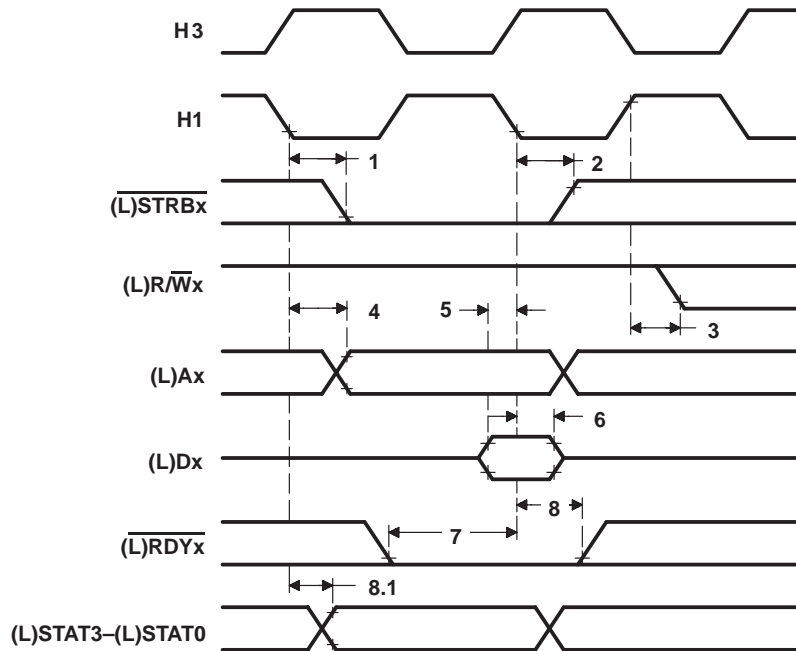 H3
H1
1
2
(L)STRBx
(L)R/Wx
4
5
3
(L)Ax
6
(L)Dx
8
7
(L)RDYx
8.1
(L)STAT3–(L)STAT0